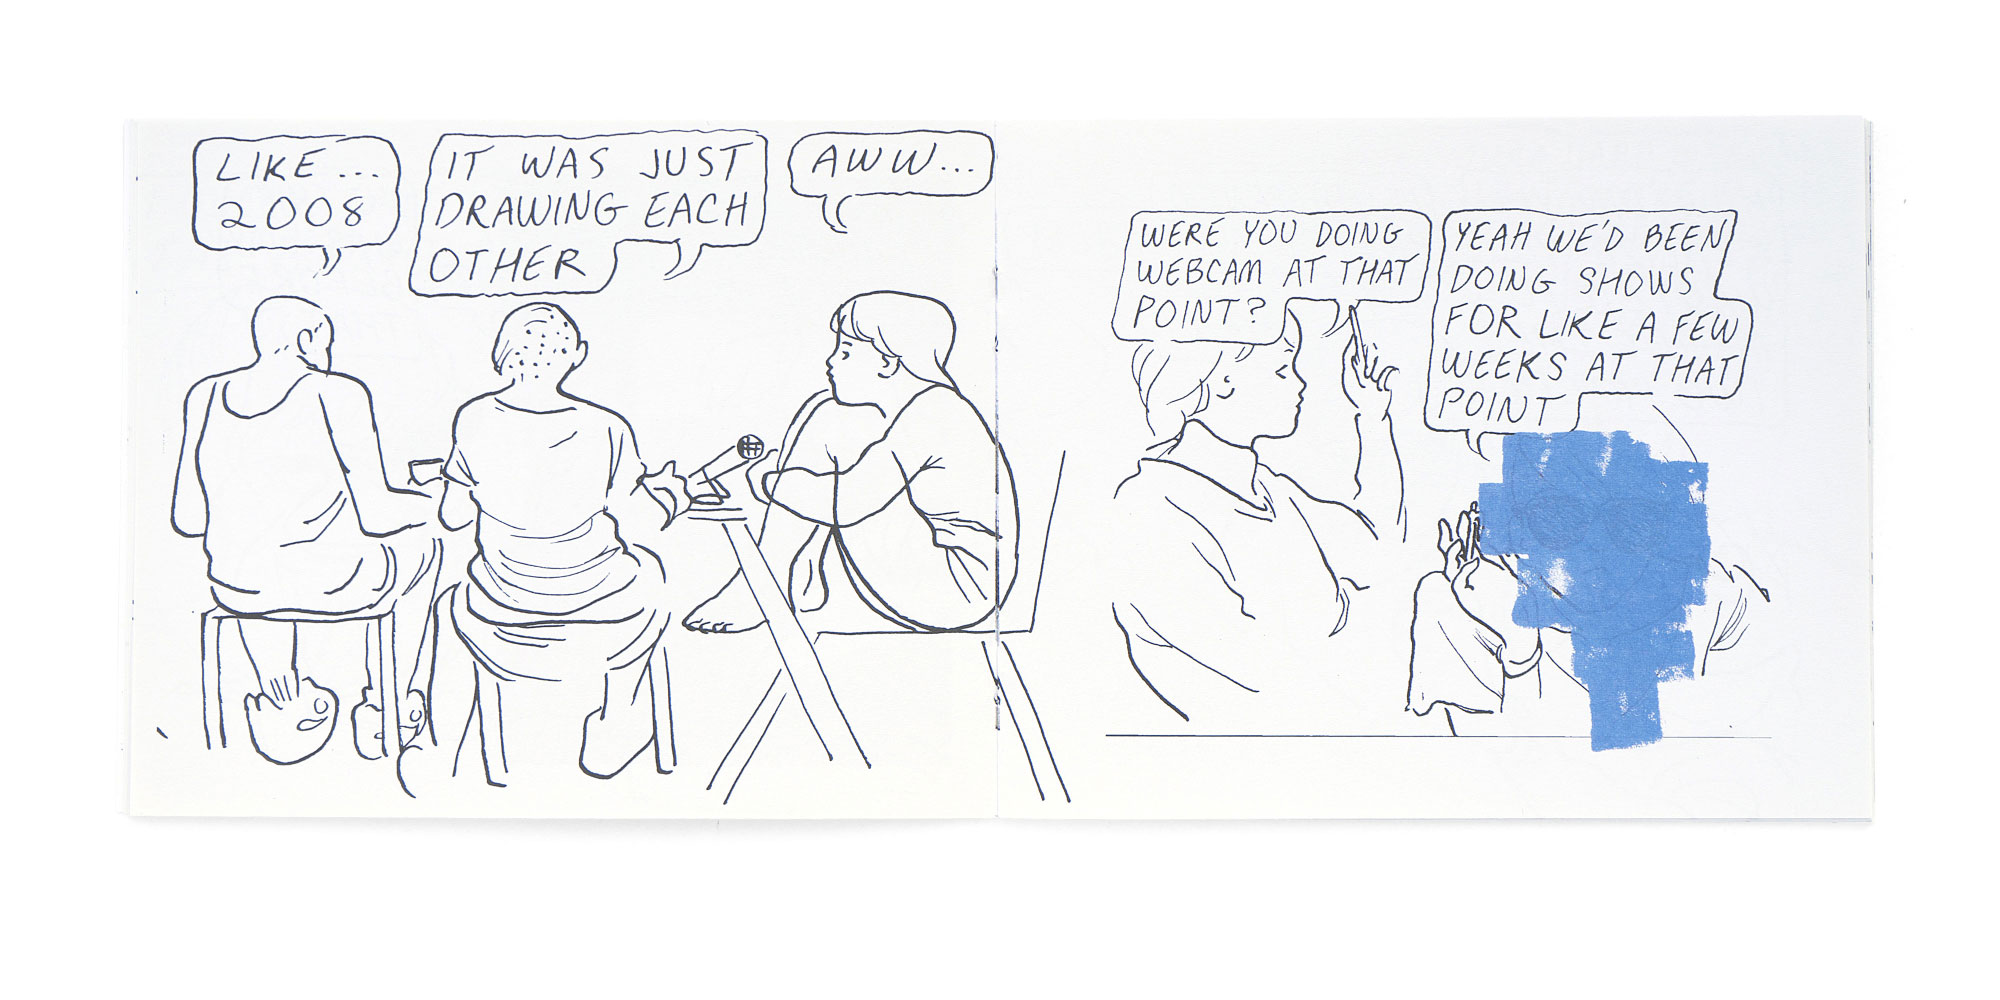 LIKE...
2008
IT WAS JUST
DRAWING EACH
OTHER
AWW...
WERE YOU DOING
WEBCAM AT THAT
POINT?
YEAH WE'D BEEN
DOING SHOWS
FOR LIKE A FEW
WEEKS AT THAT
POINT